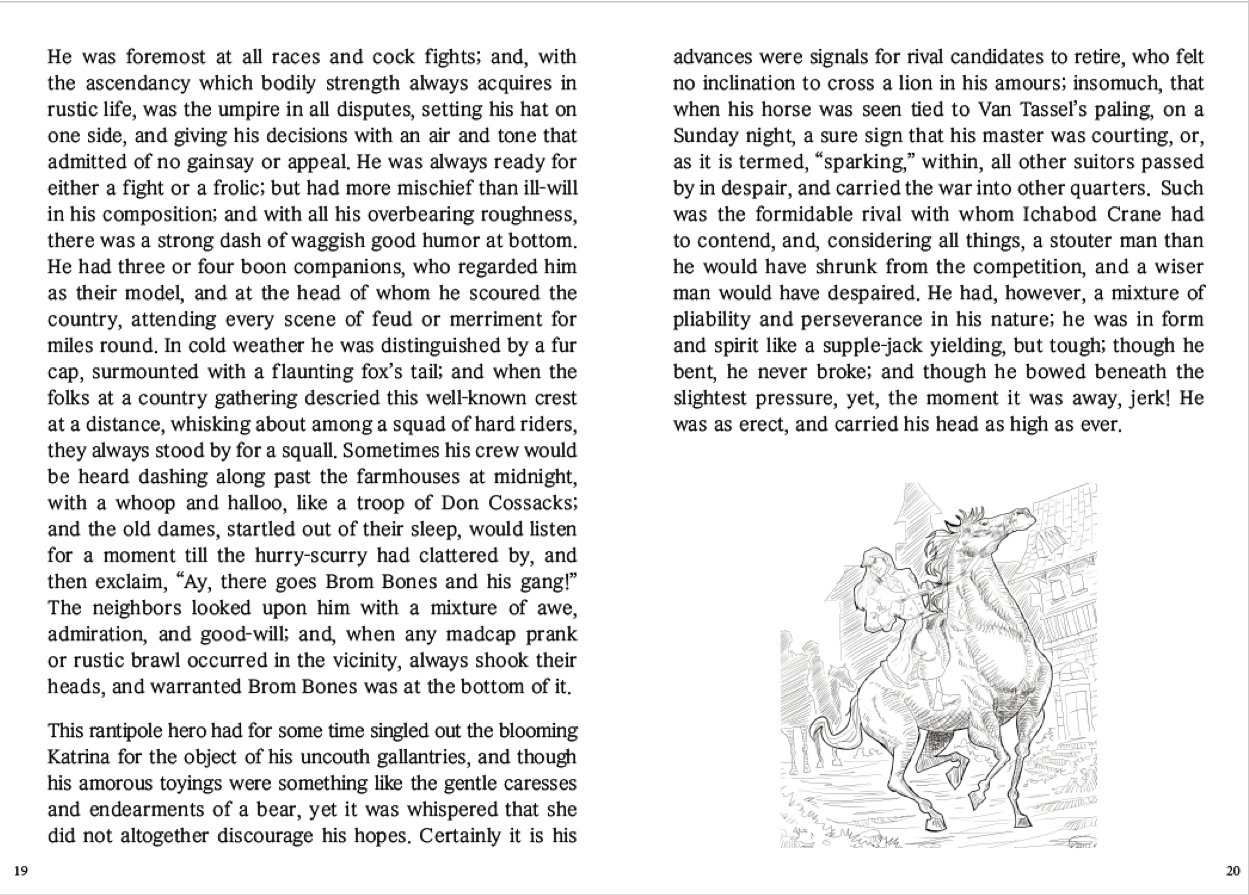 He was foremost at all races and cock fights; and, with
the ascendancy which bodily strength always acquires in
rustic life, was the umpire in all disputes, setting his hat on
one side, and giving his decisions with an air and tone that
admitted of no gainsay or appeal. He was always ready for
either a fight or a frolic; but had more mischief than ill-will
in his composition; and with all his overbearing roughness,
there was a strong dash of waggish good humor at bottom.
He had three or four boon companions, who regarded him
as their model, and at the head of whom he scoured the
country, attending every scene of feud or merriment for
miles round. In cold weather he was distinguished by a fur
cap, surmounted with a flaunting fox's tail; and when the
folks at a country gathering descried this well-known crest
at a distance, whisking about among a squad of hard riders,
they always stood by for a squall. Sometimes his crew would
be heard dashing along past the farmhouses at midnight,
with a whoop and halloo, like a troop of Don Cossacks;
and the old dames, startled out of their sleep, would listen
for a moment till the hurry-scurry had clattered by, and
then exclaim, “Ay, there goes Brom Bones and his gang!”
The neighbors looked upon him with a mixture of awe,
admiration, and good-will; and, when any madcap prank
or rustic brawl occurred in the vicinity, always shook their
heads, and warranted Brom Bones was at the bottom of it.
This rantipole hero had for some time singled out the blooming
Katrina for the object of his uncouth gallantries, and though
his amorous toyings were something like the gentle caresses
and endearments of a bear, yet it was whispered that she
did not altogether discourage his hopes. Certainly it is his
19
advances were signals for rival candidates to retire, who felt
no inclination to cross a lion in his amours; insomuch, that
when his horse was seen tied to Van Tassel's paling, on a
Sunday night, a sure sign that his master was courting, or,
as it is termed, “sparking,” within, all other suitors passed
by in despair, and carried the war into other quarters. Such
was the formidable rival with whom Ichabod Crane had
to contend, and, considering all things, a stouter man than
he would have shrunk from the competition, and a wiser
man would have despaired. He had, however, a mixture of
pliability and perseverance in his nature; he was in form
and spirit like a supple-jack yielding, but tough; though he
bent, he never broke; and though he bowed beneath the
slightest pressure, yet, the moment it was away, jerk! He
was as erect, and carried his head as high as ever.
20